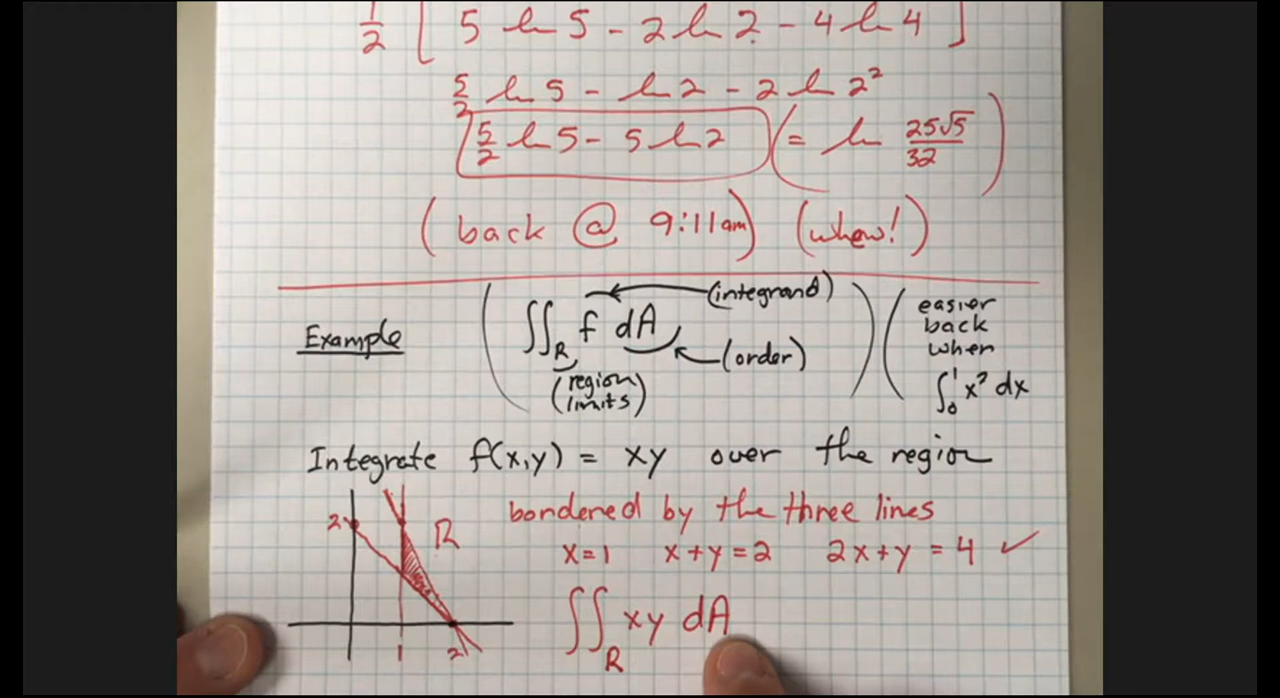 1/2 [ 5 ln 5 - 2 ln 2 - 4 ln 4 ]
5/2 ln 5 - ln 2 - 2 ln 2²
5/2 ln 5 - 5 ln 2 (= ln 25√5/32)
(back @ 9:11am) (whew!)
Example (∬_R f dA (integrand) (order) (region limits)) (easier back when ∫₀¹ x² dx
Integrate f(x,y) = xy over the region
bordered by the three lines
x=1 x+y=2 2x+y=4 ✓
2 R
∬_R xy dA
1 2